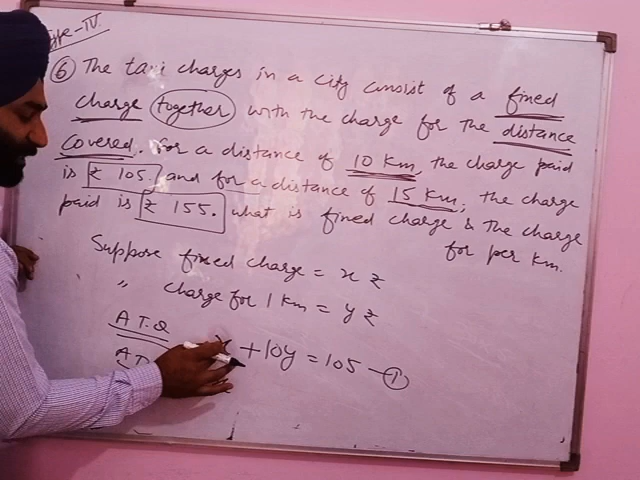 Type-IV
⑥ The taxi charges in a city consist of a fixed
charge together with the charge for the distance
covered. For a distance of 10 Km, the charge paid
is ₹ 105. and for a distance of 15 Km, the charge
paid is ₹ 155. what is fixed charge & the charge
for per Km.
Suppose fixed charge = x ₹
" charge for 1 Km = y ₹
A T.Q
x + 10y = 105 - ①
A T